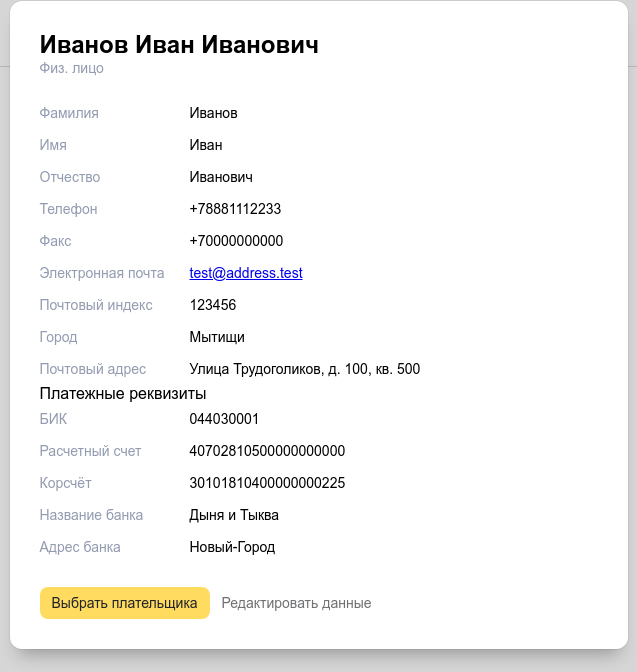 Иванов Иван Иванович
Физ. лицо
Фамилия Иванов
Имя Иван
Отчество Иванович
Телефон +78881112233
Факс +70000000000
Электронная почта test@address.test
Почтовый индекс 123456
Город Мытищи
Почтовый адрес Улица Трудоголиков, д. 100, кв. 500
Платежные реквизиты
БИК 044030001
Расчетный счет 40702810500000000000
Корсчёт 30101810400000000225
Название банка Дыня и Тыква
Адрес банка Новый-Город
Выбрать плательщика Редактировать данные